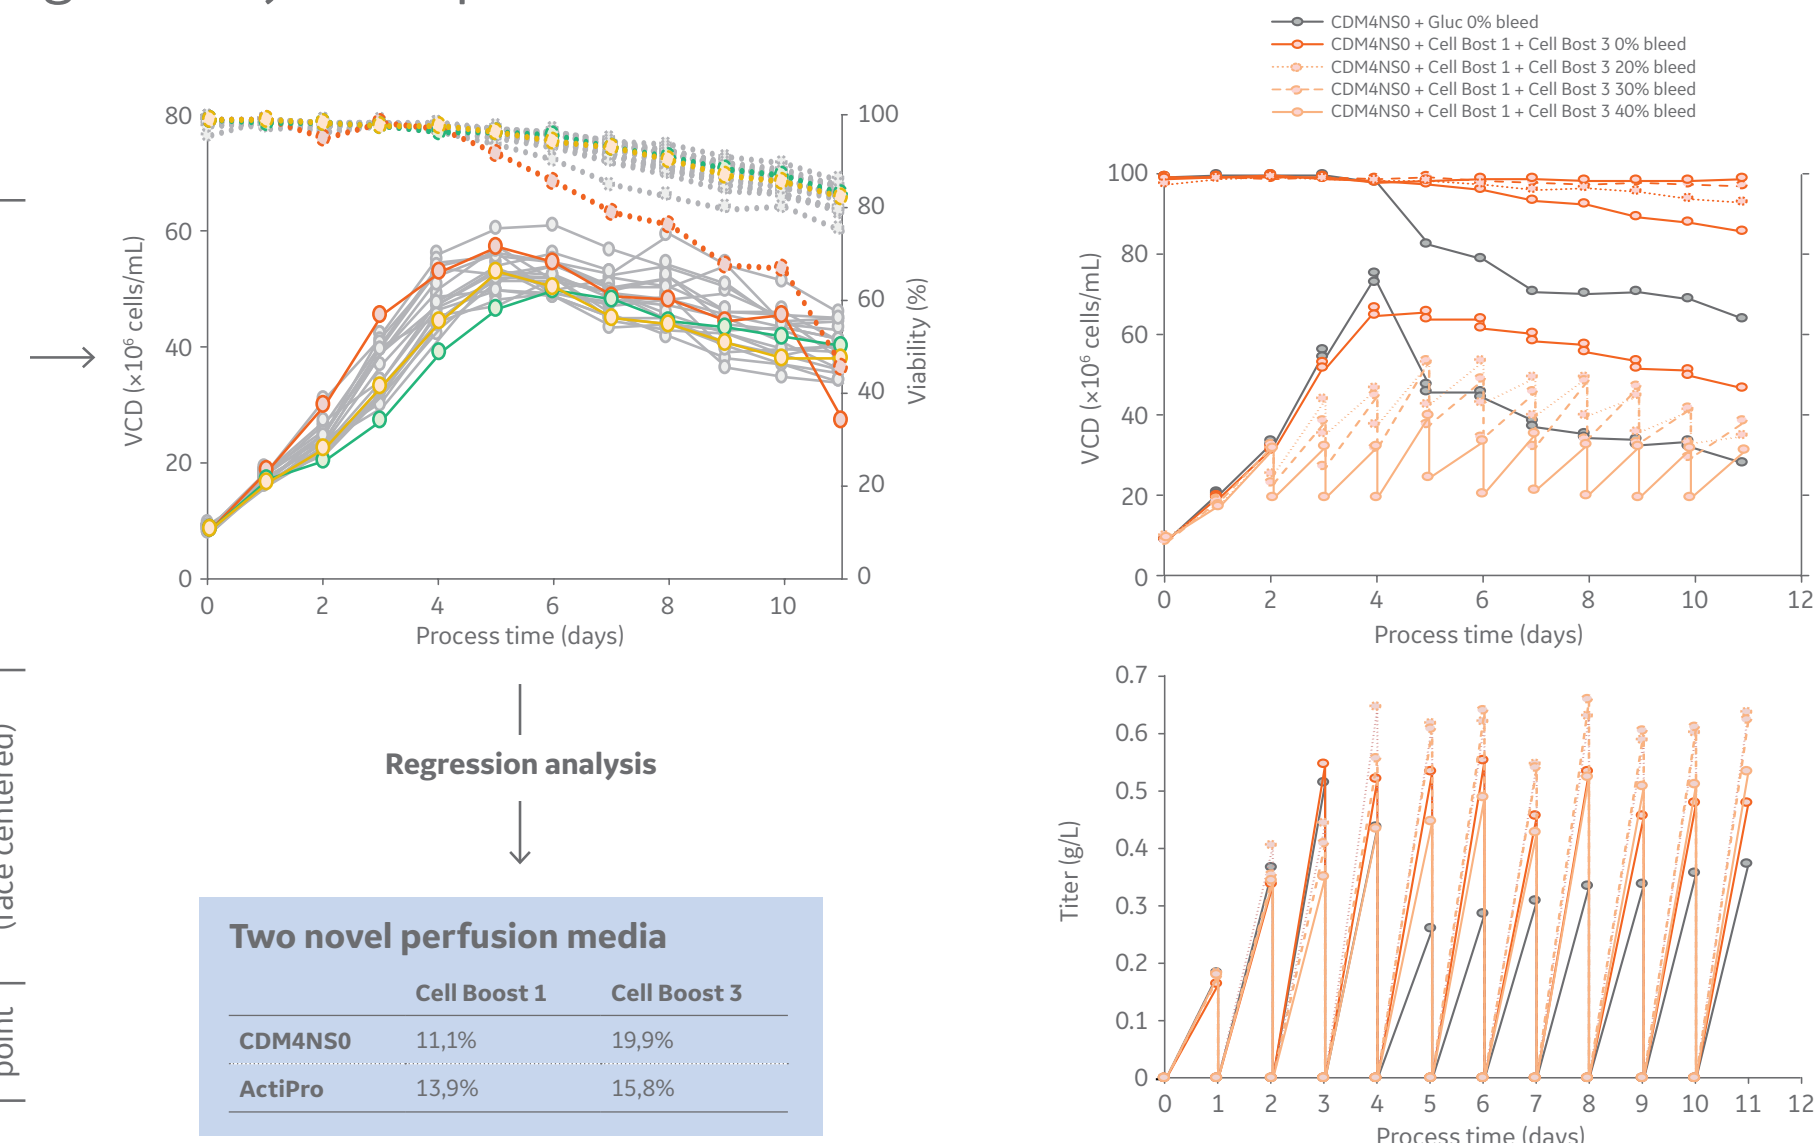 CDM4NS0 + Gluc 0% bleed
CDM4NS0 + Cell Bost 1 + Cell Bost 3 0% bleed
CDM4NS0 + Cell Bost 1 + Cell Bost 3 20% bleed
CDM4NS0 + Cell Bost 1 + Cell Bost 3 30% bleed
CDM4NS0 + Cell Bost 1 + Cell Bost 3 40% bleed
80
60
40
20
0
VCD (×10⁶ cells/mL)
100
80
60
40
20
0
Viability (%)
0 2 4 6 8 10
Process time (days)
Regression analysis
Two novel perfusion media
Cell Boost 1 Cell Boost 3
CDM4NS0 11,1% 19,9%
ActiPro 13,9% 15,8%
(face centered)
point
100
80
60
40
20
0
VCD (×10⁶ cells/mL)
0 2 4 6 8 10 12
Process time (days)
0.7
0.6
0.5
0.4
0.3
0.2
0.1
0
Titer (g/L)
0 1 2 3 4 5 6 7 8 9 10 11 12
Process time (days)